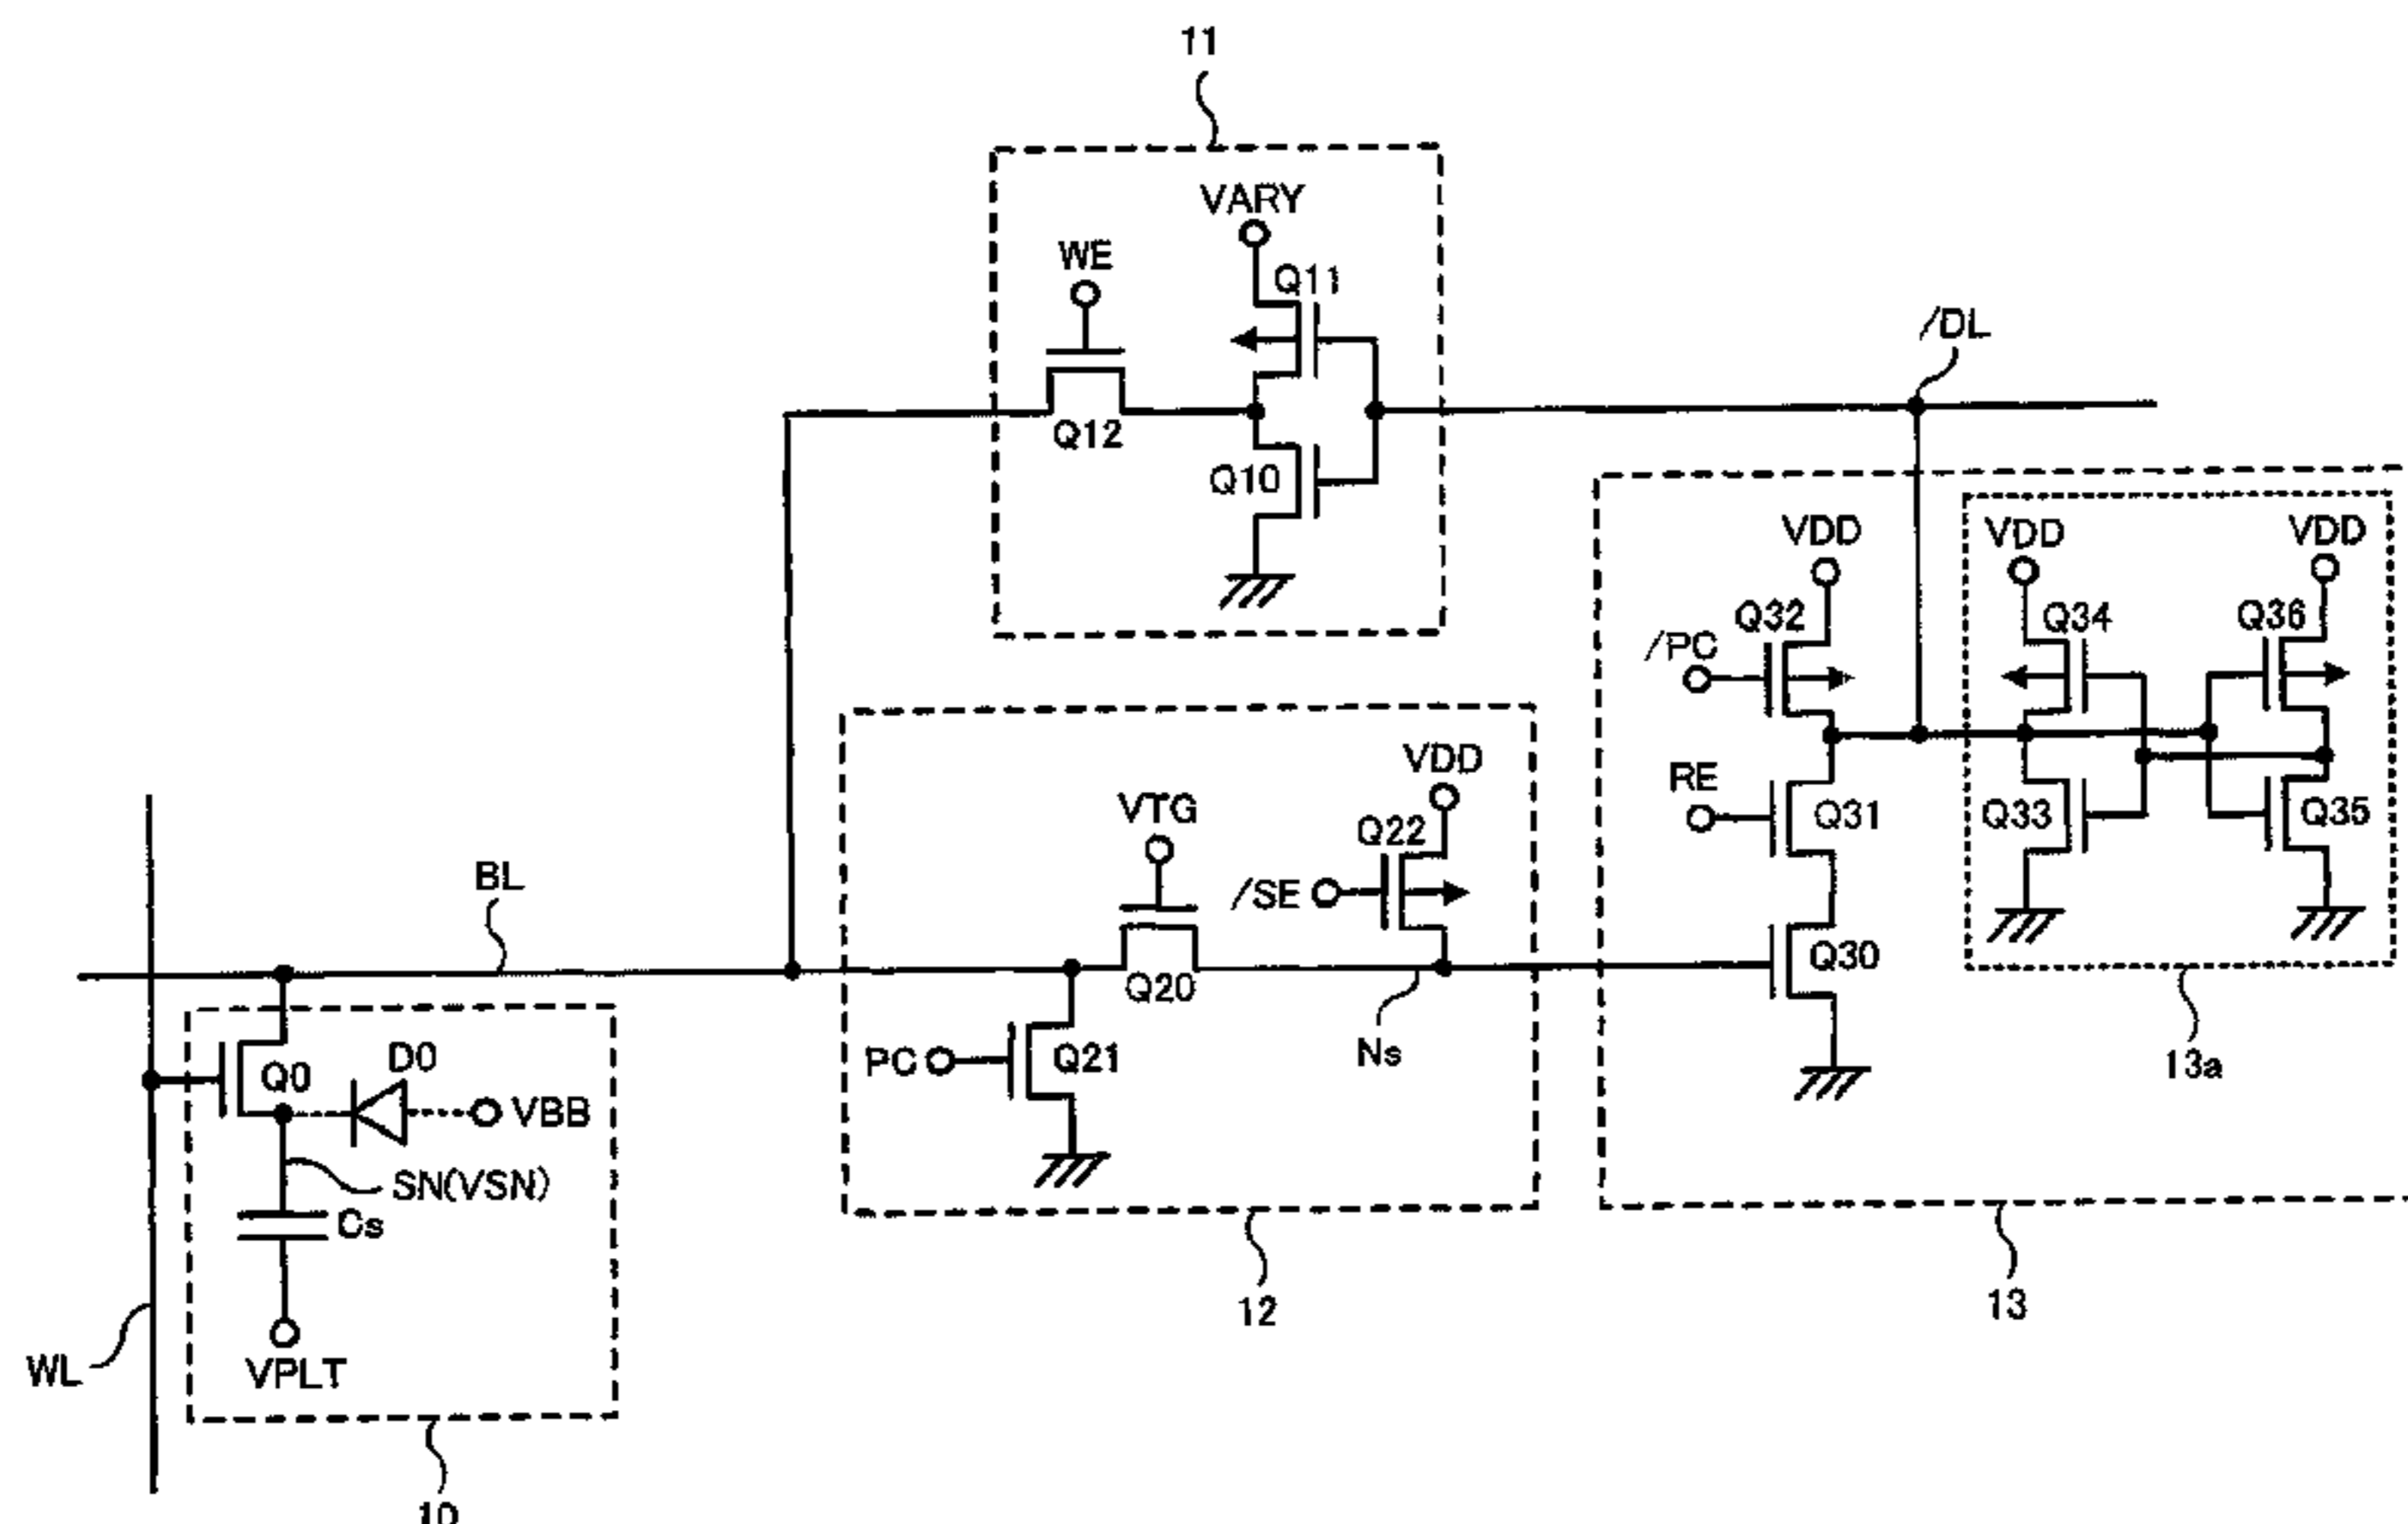 11
VARY
WE
Q11
Q12
Q10
/DL
VDD
VDD
VDD
Q32
Q34
Q36
/PC
VDD
RE
Q31
Q33
Q35
VTG
Q22
/SE
BL
Q20
Q30
Ns
13a
PC
Q21
Q0
D0
VBB
SN(VSN)
Cs
12
13
WL
VPLT
10